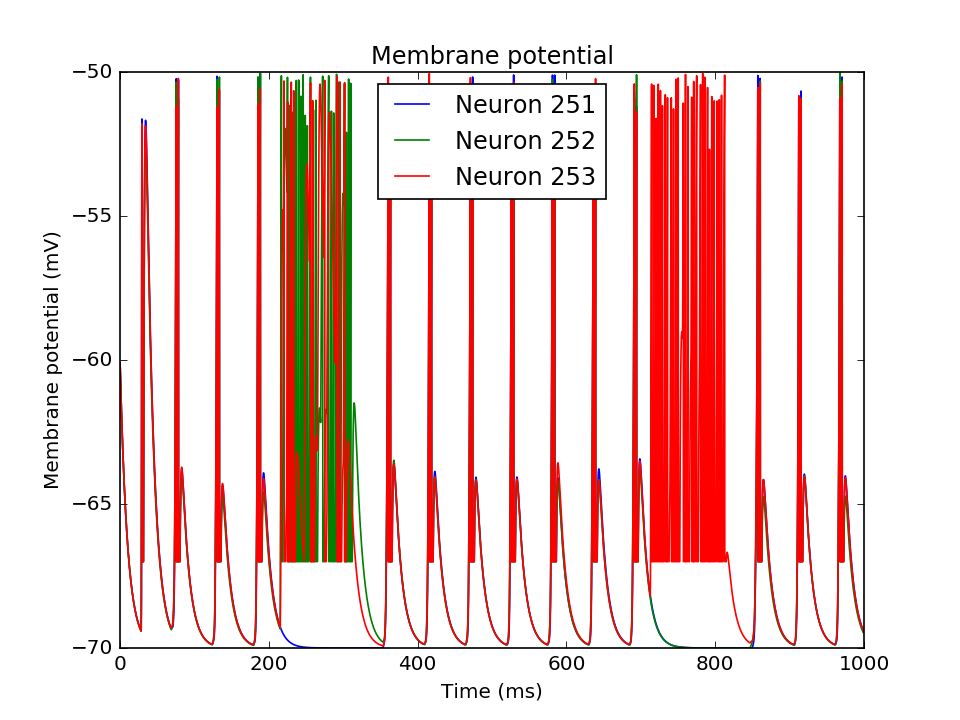 Membrane potential
Neuron 251
Neuron 252
Neuron 253
−50
−55
−60
−65
−70
Membrane potential (mV)
0 200 400 600 800 1000
Time (ms)